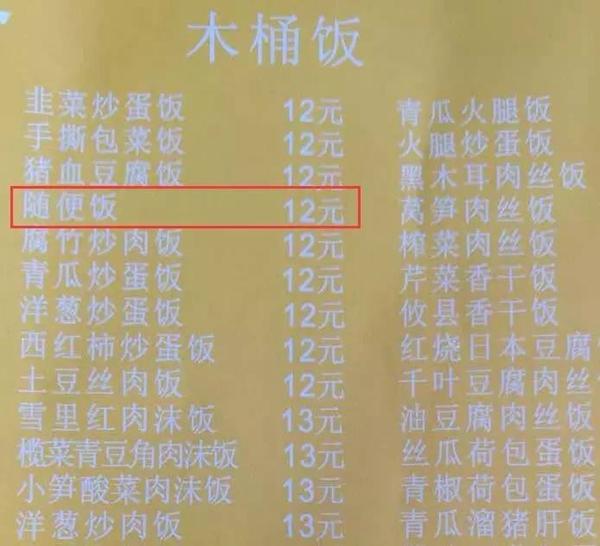 木桶饭
韭菜炒蛋饭 12元 青瓜火腿饭
手撕包菜饭 12元 火腿炒蛋饭
猪血豆腐饭 12元 黑木耳肉丝饭
随便饭 12元 莴笋肉丝饭
腐竹炒肉饭 12元 榨菜肉丝饭
青瓜炒蛋饭 12元 芹菜香干饭
洋葱炒蛋饭 12元 攸县香干饭
西红柿炒蛋饭 12元 红烧日本豆腐
土豆丝肉饭 12元 千叶豆腐肉丝
雪里红肉沫饭 13元 油豆腐肉丝饭
榄菜青豆角肉沫饭 13元 丝瓜荷包蛋饭
小笋酸菜肉沫饭 13元 青椒荷包蛋饭
洋葱炒肉饭 13元 青瓜溜猪肝饭